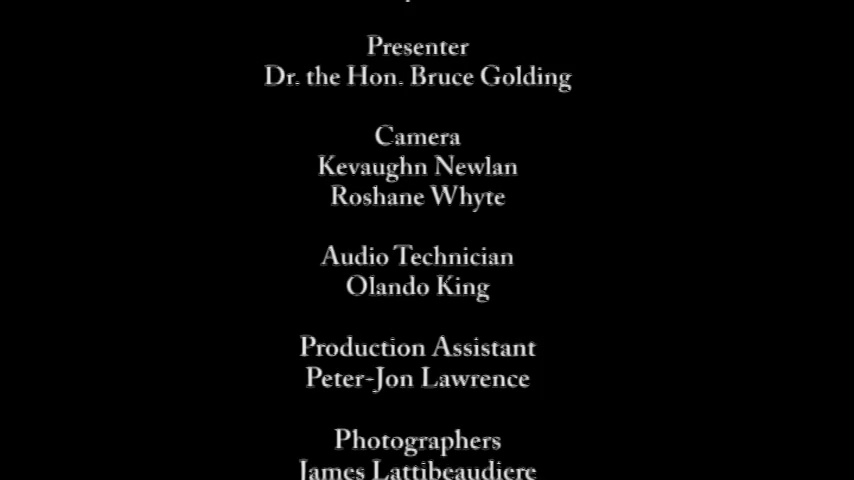 Presenter
Dr. the Hon. Bruce Golding
Camera
Kevaughn Newlan
Roshane Whyte
Audio Technician
Olando King
Production Assistant
Peter-Jon Lawrence
Photographers
James Lattibeaudiere